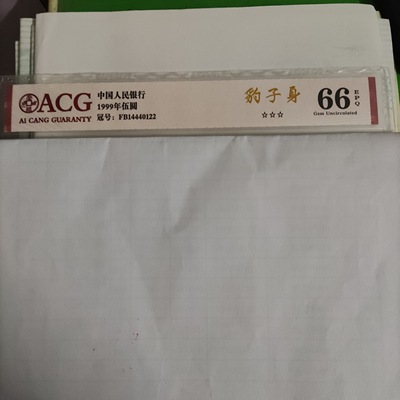 ACG
AI CANG GUARANTY
中国人民银行
1999年伍圆
冠号：FB14440122
豹子身
☆☆☆
66
EPQ
Gem Uncirculated